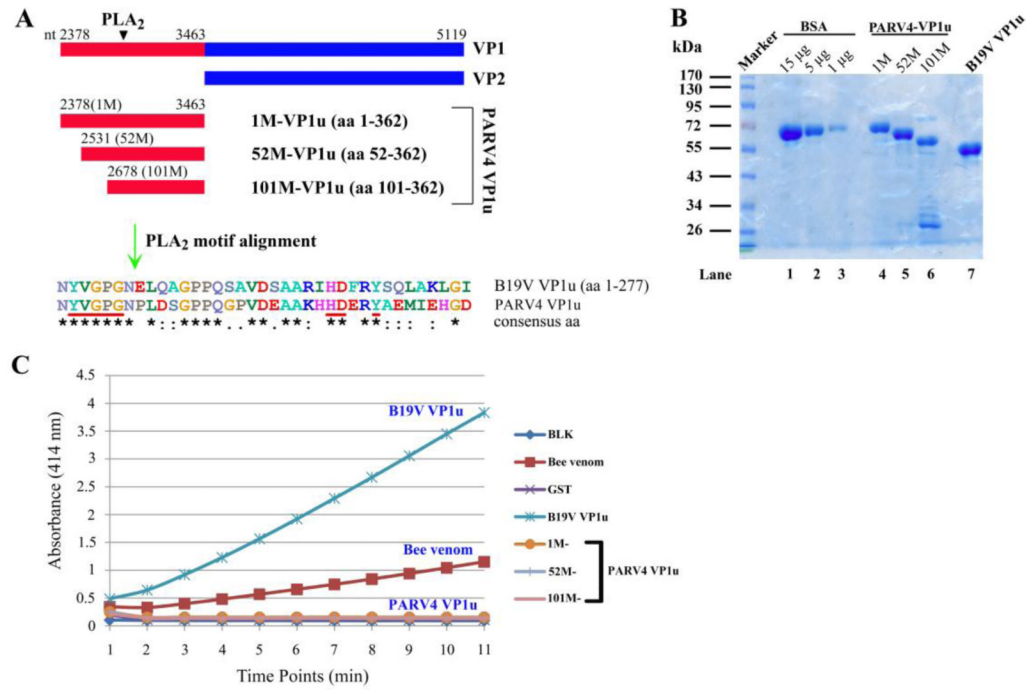 A
PLA2
nt 2378 3463 5119
VP1
VP2
2378(1M) 3463
1M-VP1u (aa 1-362)
2531 (52M)
52M-VP1u (aa 52-362)
2678 (101M)
101M-VP1u (aa 101-362)
PARV4 VP1u
PLA2 motif alignment
NYVGPGNELQAGPPQSAVDSAARIHDFRYSQLAKLGI B19V VP1u (aa 1-277)
NYVGPGNPLDSGPPQGPVDEAAKHHDERYAEMIEHGD PARV4 VP1u
******* *::*****..**.**: **.**::: *
consensus aa
B
BSA PARV4-VP1u
kDa Marker 15 µg 5 µg 1 µg 1M 52M 101M B19V VP1u
170
130
95
72
55
43
34
26
Lane 1 2 3 4 5 6 7
C
4.5
4
3.5
3
2.5
2
1.5
1
0.5
0
Absorbance (414 nm)
B19V VP1u
Bee venom
PARV4 VP1u
1 2 3 4 5 6 7 8 9 10 11
Time Points (min)
BLK
Bee venom
GST
B19V VP1u
1M-
52M-
101M-
PARV4 VP1u